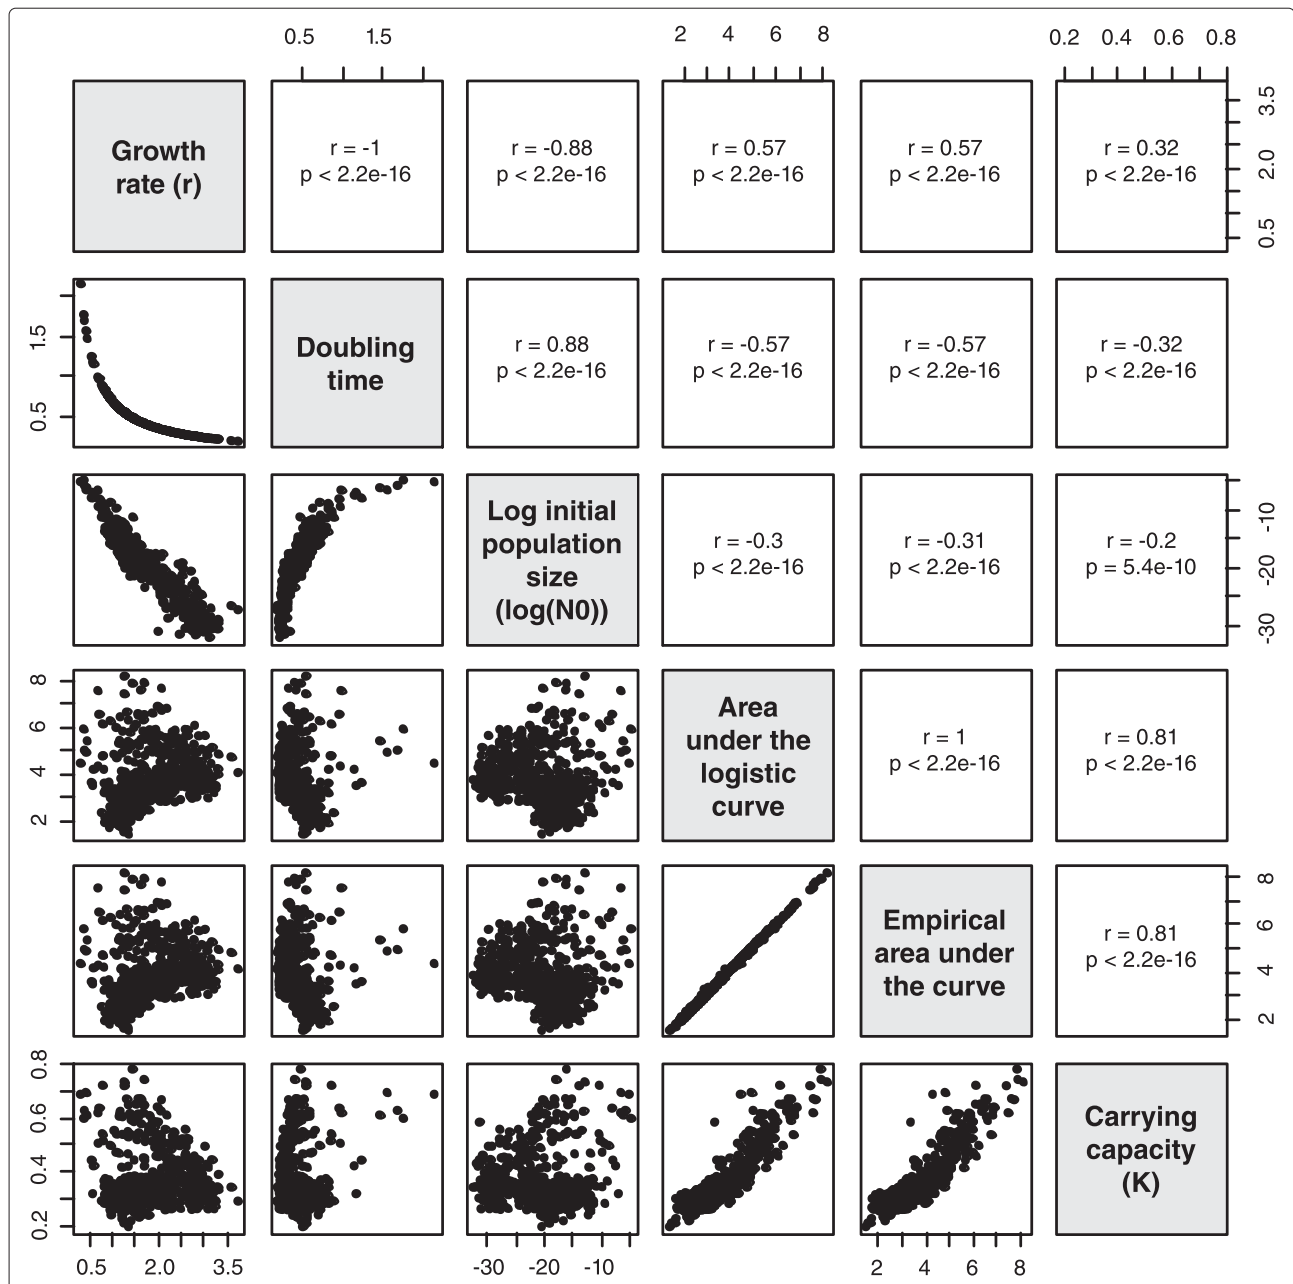 0.5 1.5 2 4 6 8 0.2 0.4 0.6 0.8
Growth
rate (r)
r = -1
p < 2.2e-16
r = -0.88
p < 2.2e-16
r = 0.57
p < 2.2e-16
r = 0.57
p < 2.2e-16
r = 0.32
p < 2.2e-16
0.5 2.0 3.5
0.5 1.5
Doubling
time
r = 0.88
p < 2.2e-16
r = -0.57
p < 2.2e-16
r = -0.57
p < 2.2e-16
r = -0.32
p < 2.2e-16
Log initial
population
size
(log(N0))
r = -0.3
p < 2.2e-16
r = -0.31
p < 2.2e-16
r = -0.2
p = 5.4e-10
-30 -20 -10
2 4 6 8
Area
under the
logistic
curve
r = 1
p < 2.2e-16
r = 0.81
p < 2.2e-16
Empirical
area under
the curve
r = 0.81
p < 2.2e-16
2 4 6 8
0.2 0.4 0.6 0.8
Carrying
capacity
(K)
0.5 2.0 3.5 -30 -20 -10 2 4 6 8